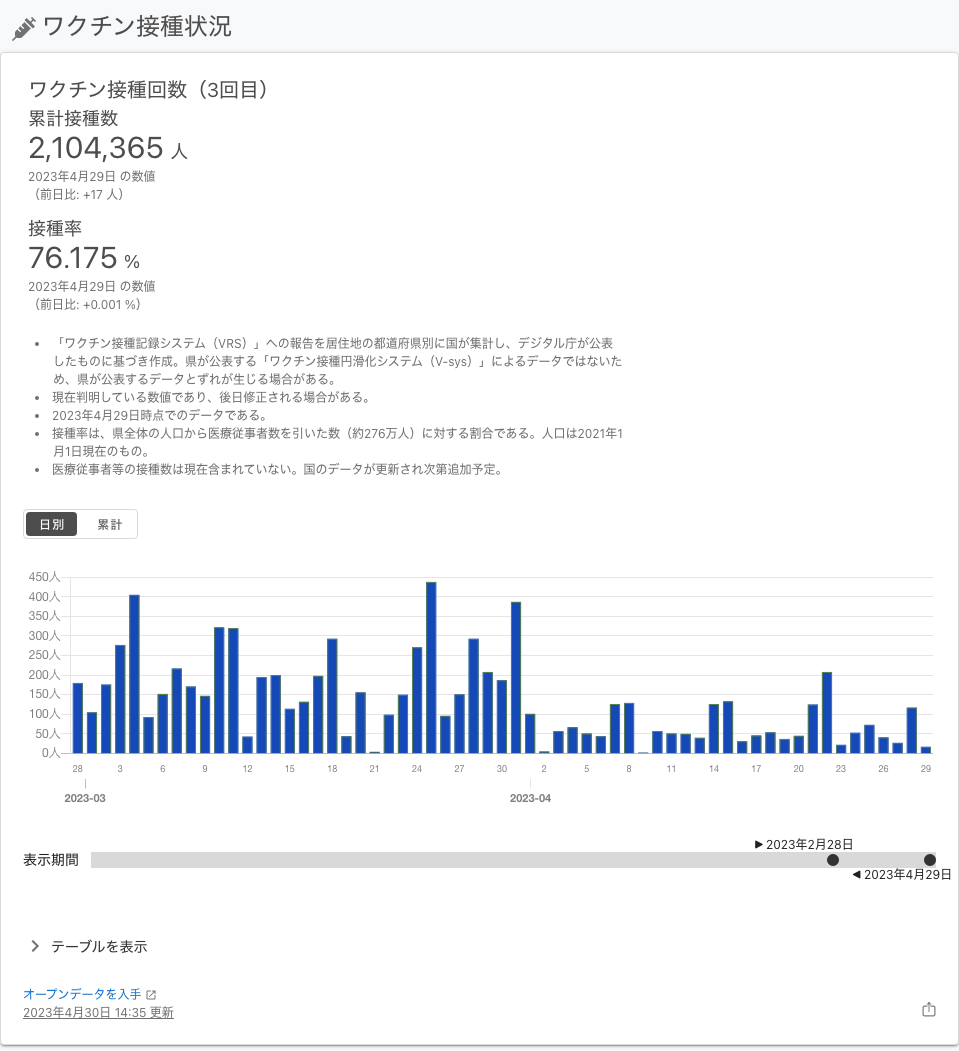 ワクチン接種状況
ワクチン接種回数（3回目）
累計接種数
2,104,365 人
2023年4月29日 の数値
（前日比: +17 人）
接種率
76.175 %
2023年4月29日 の数値
（前日比: +0.001 %）
• 「ワクチン接種記録システム（VRS）」への報告を居住地の都道府県別に国が集計し、デジタル庁が公表
したものに基づき作成。県が公表する「ワクチン接種円滑化システム（V-sys）」によるデータではないた
め、県が公表するデータとずれが生じる場合がある。
• 現在判明している数値であり、後日修正される場合がある。
• 2023年4月29日時点でのデータである。
• 接種率は、県全体の人口から医療従事者数を引いた数（約276万人）に対する割合である。人口は2021年1
月1日現在のもの。
• 医療従事者等の接種数は現在含まれていない。国のデータが更新され次第追加予定。
日別 累計
450人
400人
350人
300人
250人
200人
150人
100人
50人
0人
28 3 6 9 12 15 18 21 24 27 30 2 5 8 11 14 17 20 23 26 29
2023-03 2023-04
▶ 2023年2月28日
表示期間
◀ 2023年4月29日
テーブルを表示
オープンデータを入手
2023年4月30日 14:35 更新